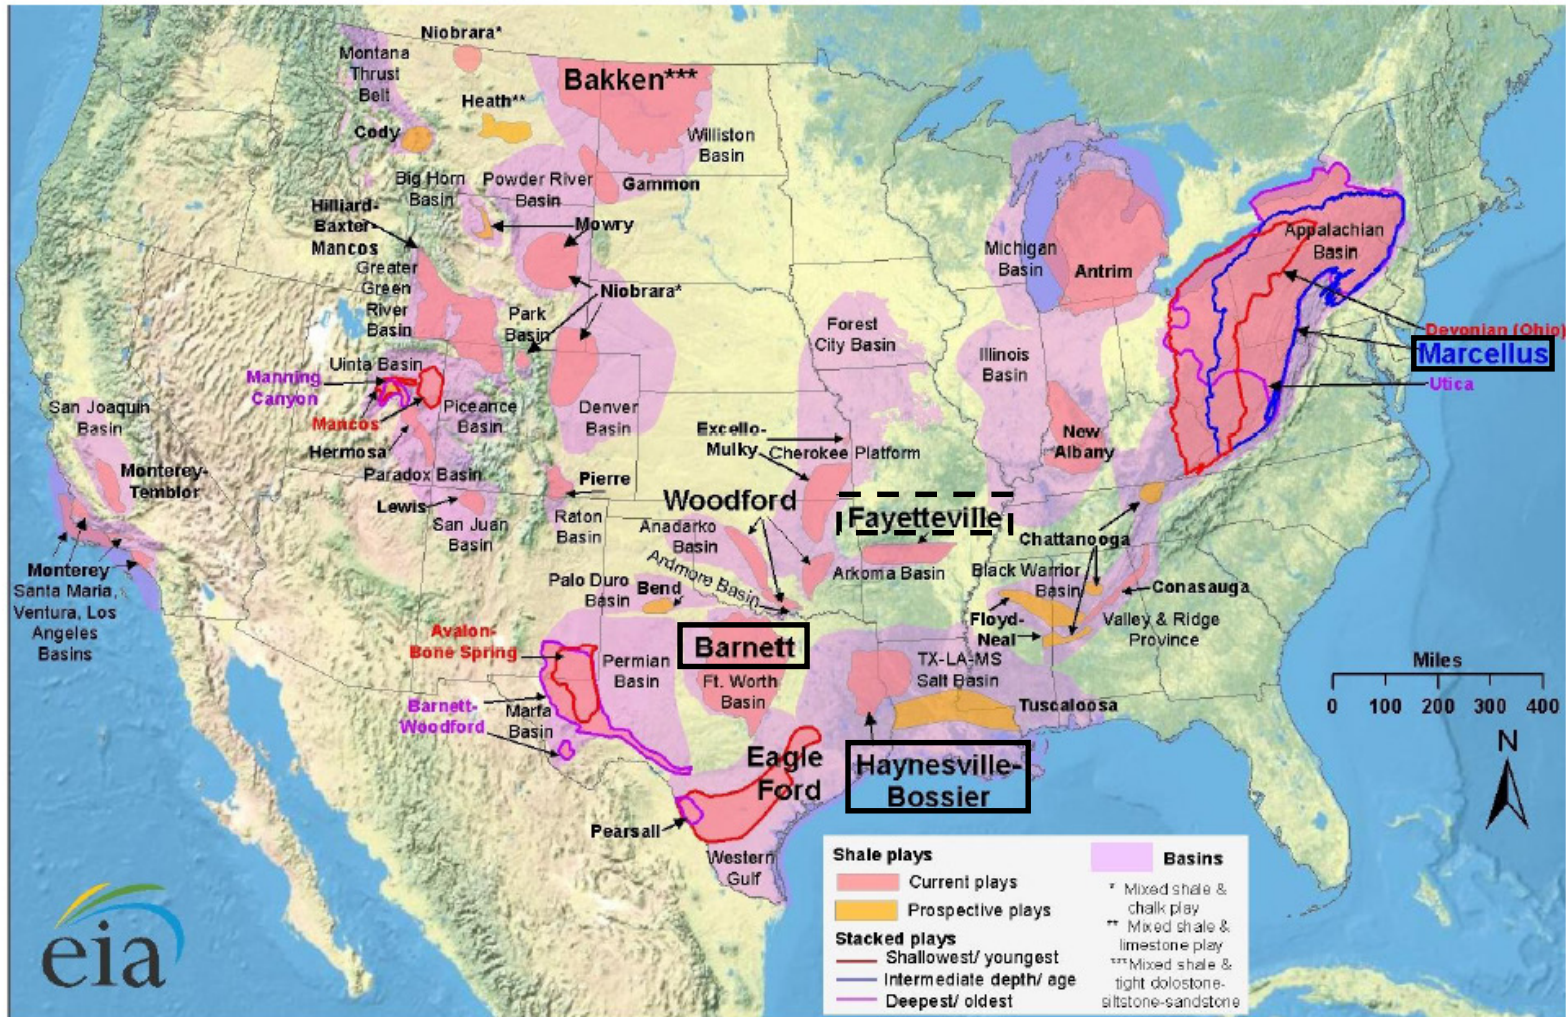 Niobrara*
Montana
Thrust
Belt
Bakken***
Heath**
Cody
Williston
Basin
Big Horn
Basin
Powder River
Basin
Gammon
Hilliard-
Baxter-
Mancos
Mowry
Greater
Green
River
Basin
Niobrara*
Park
Basin
Michigan
Basin
Antrim
Appalachian
Basin
Devonian (Ohio)
Marcellus
Utica
Forest
City Basin
Illinois
Basin
Uinta Basin
Manning
Canyon
Mancos
Piceance
Basin
Denver
Basin
San Joaquin
Basin
Hermosa
Paradox Basin
Excello-
Mulky
Cherokee Platform
New
Albany
Monterey-
Temblor
Pierre
Lewis
San Juan
Basin
Raton
Basin
Woodford
Anadarko
Basin
Fayetteville
Arkoma Basin
Chattanooga
Black Warrior
Basin
Conasauga
Monterey
Santa Maria,
Ventura, Los
Angeles
Basins
Palo Duro
Basin
Bend
Ardmore Basin
Floyd-
Neal
Valley & Ridge
Province
Avalon-
Bone Spring
Permian
Basin
Barnett
Ft. Worth
Basin
TX-LA-MS
Salt Basin
Tuscaloosa
Barnett-
Woodford
Marfa
Basin
Eagle
Ford
Haynesville-
Bossier
Pearsall
Western
Gulf
Miles
0 100 200 300 400
N
Shale plays
Current plays
Prospective plays
Stacked plays
Shallowest/ youngest
Intermediate depth/ age
Deepest/ oldest
Basins
* Mixed shale &
chalk play
** Mixed shale &
limestone play
***Mixed shale &
tight dolostone-
siltstone-sandstone
eia